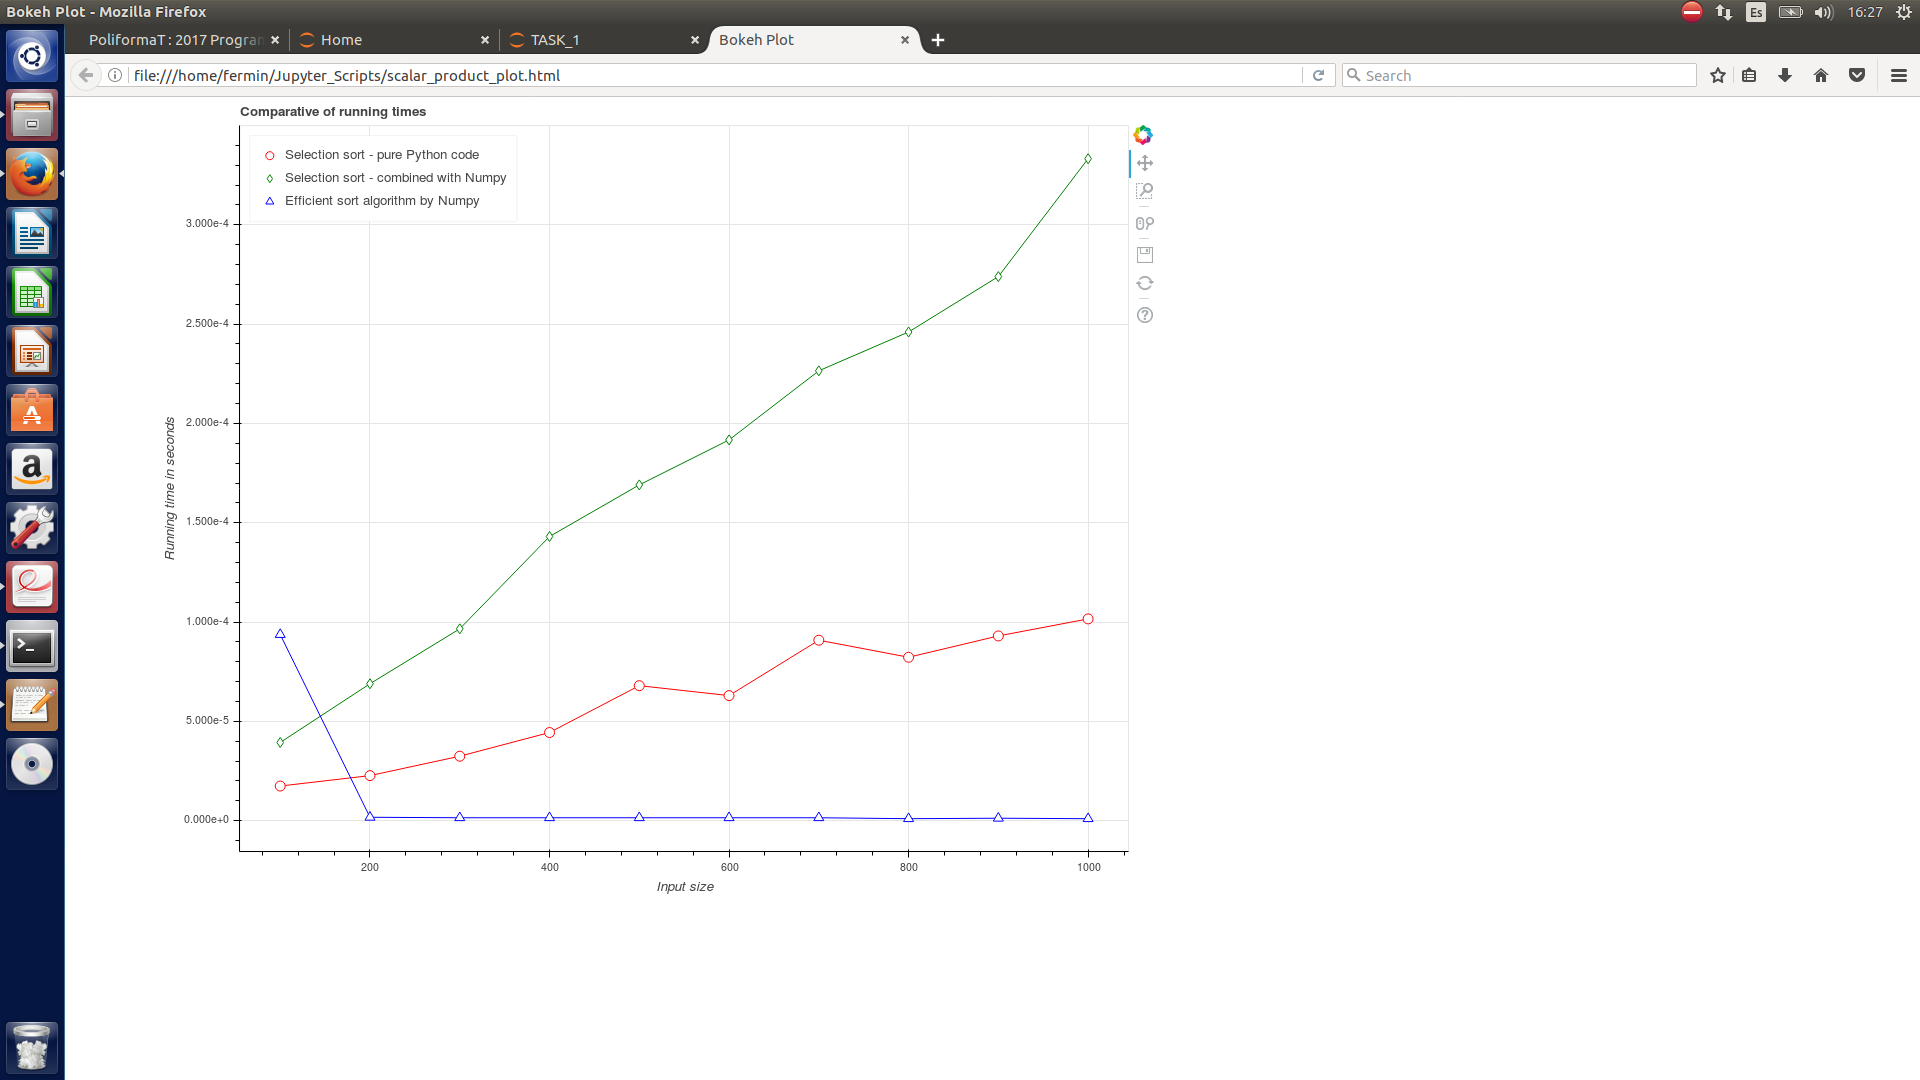 Bokeh Plot - Mozilla Firefox
Es
16:27
PoliformaT : 2017 Progran
Home
TASK_1
Bokeh Plot
file:///home/fermin/Jupyter_Scripts/scalar_product_plot.html
Search
Comparative of running times
Selection sort - pure Python code
Selection sort - combined with Numpy
Efficient sort algorithm by Numpy
3.000e-4
2.500e-4
2.000e-4
1.500e-4
1.000e-4
5.000e-5
0.000e+0
Running time in seconds
200
400
600
800
1000
Input size